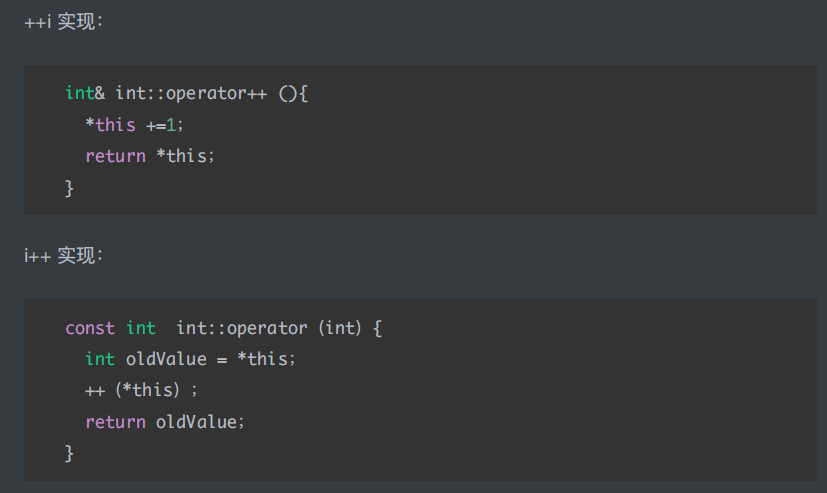 ++i 实现：
int& int::operator++ (){
*this +=1;
return *this;
}
i++ 实现：
const int  int::operator (int) {
int oldValue = *this;
++ (*this) ;
return oldValue;
}